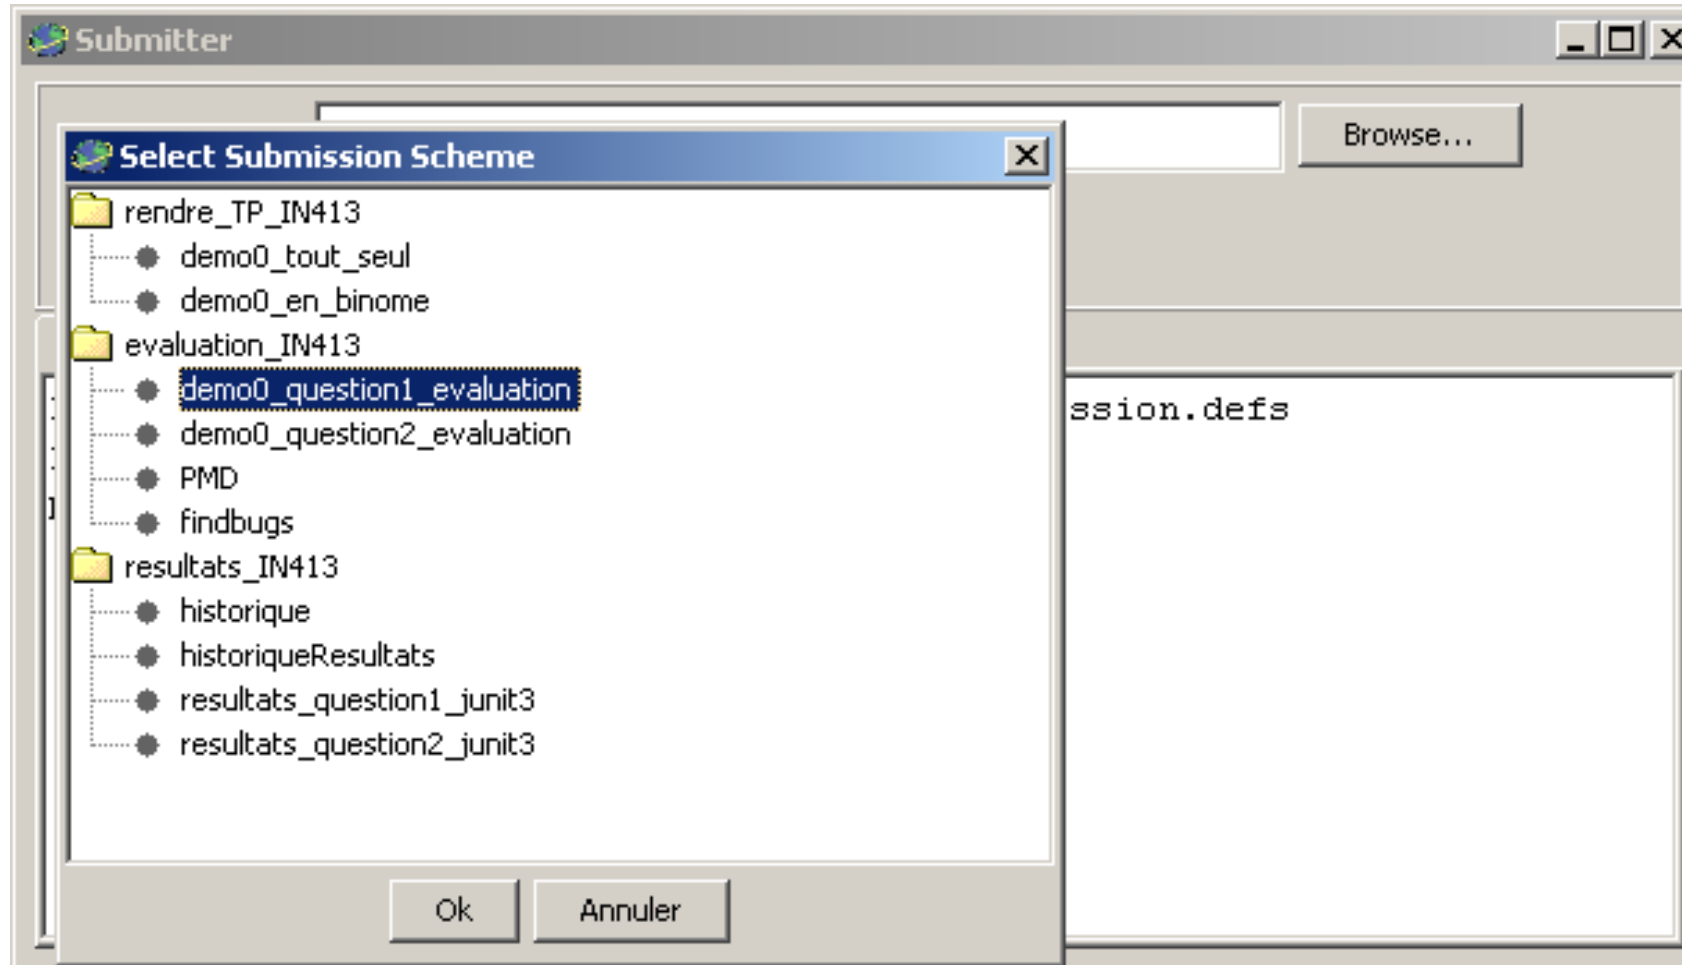 Submitter
Browse...
Select Submission Scheme
rendre_TP_IN413
demo0_tout_seul
demo0_en_binome
evaluation_IN413
demo0_question1_evaluation
ssion.defs
demo0_question2_evaluation
PMD
findbugs
resultats_IN413
historique
historiqueResultats
resultats_question1_junit3
resultats_question2_junit3
Ok Annuler